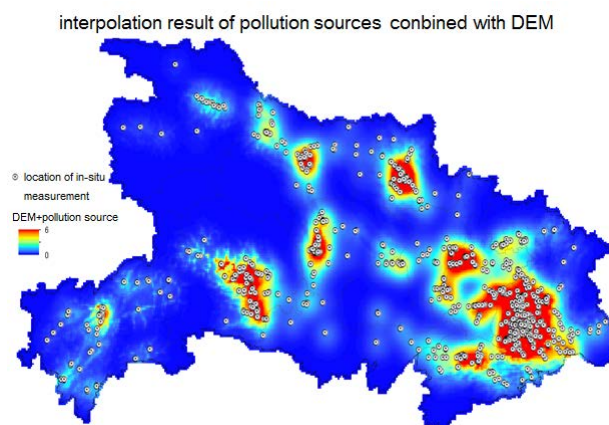 interpolation result of pollution sources conbined with DEM
location of in-situ
measurement
DEM+pollution source
6
0